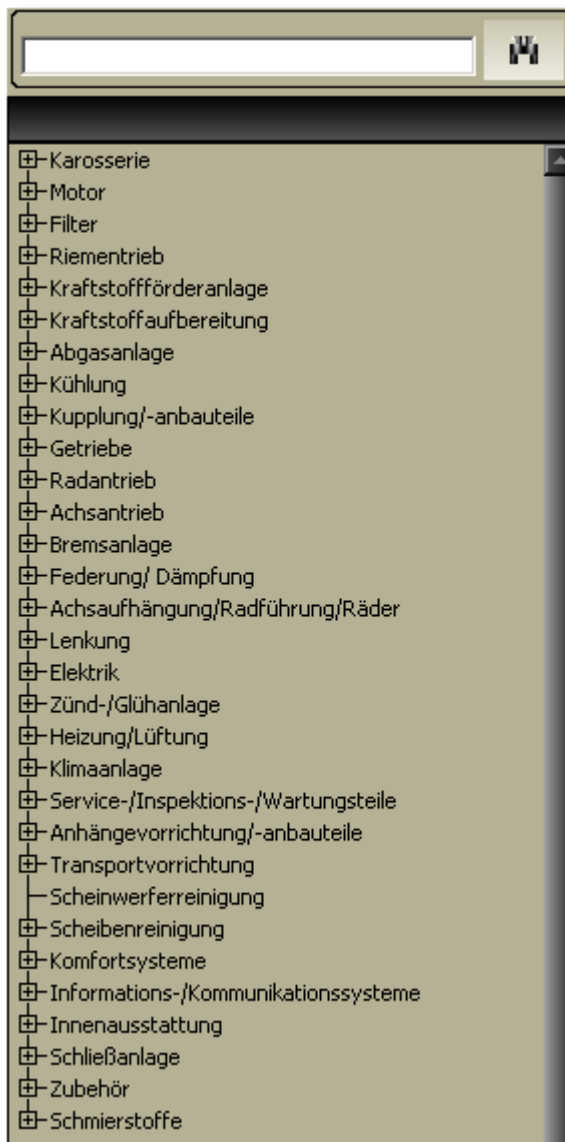 Karosserie
Motor
Filter
Riementrieb
Kraftstoffförderanlage
Kraftstoffaufbereitung
Abgasanlage
Kühlung
Kupplung/-anbauteile
Getriebe
Radantrieb
Achsantrieb
Bremsanlage
Federung/ Dämpfung
Achsaufhängung/Radführung/Räder
Lenkung
Elektrik
Zünd-/Glühanlage
Heizung/Lüftung
Klimaanlage
Service-/Inspektions-/Wartungsteile
Anhängevorrichtung/-anbauteile
Transportvorrichtung
Scheinwerferreinigung
Scheibenreinigung
Komfortsysteme
Informations-/Kommunikationssysteme
Innenausstattung
Schließanlage
Zubehör
Schmierstoffe